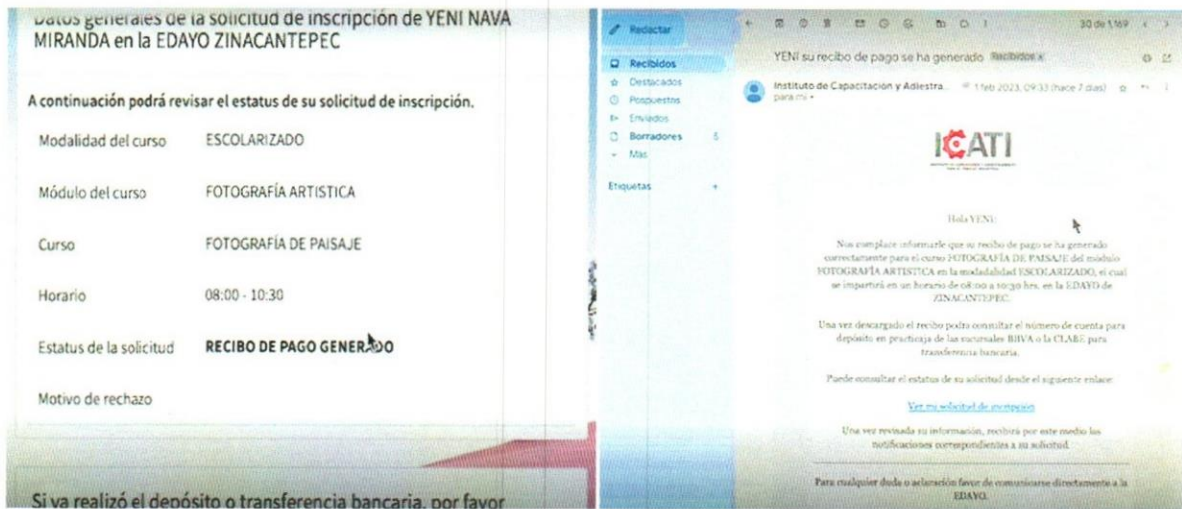 Datos generales de la solicitud de inscripción de YENI NAVA
MIRANDA en la EDAYO ZINACANTEPEC
A continuación podrá revisar el estatus de su solicitud de inscripción.
Modalidad del curso ESCOLARIZADO
Módulo del curso FOTOGRAFÍA ARTISTICA
Curso FOTOGRAFÍA DE PAISAJE
Horario 08:00 - 10:30
Estatus de la solicitud RECIBO DE PAGO GENERADO
Motivo de rechazo
Si ya realizó el depósito o transferencia bancaria, por favor
Redactar
Recibidos
Destacados
Pospuestos
Enviados
Borradores 5
Más
Etiquetas +
30 de 1,169
YENI su recibo de pago se ha generado Recibidos x
Instituto de Capacitación y Adiestra... 1 feb 2023, 09:33 (hace 7 días)
para mí
ICATI
Hola YENI:
Nos complace informarle que su recibo de pago se ha generado
correctamente para el curso FOTOGRAFÍA DE PAISAJE del módulo
FOTOGRAFÍA ARTISTICA en la modadalidad ESCOLARIZADO, el cual
se impartirá en un horario de 08:00 a 10:30 hrs. en la EDAYO de
ZINACANTEPEC.
Una vez descargado el recibo podra consultar el número de cuenta para
depósito en practicaja de las sucursales BBVA o la CLABE para
transferencia bancaria.
Puede consultar el estatus de su solicitud desde el siguiente enlace:
Ver mi solicitud de inscripción
Una vez revisada su información, recibirá por este medio las
notificaciones correspondientes a su solicitud.
Para cualquier duda o aclaración favor de comunicarse directamente a la
EDAYO.